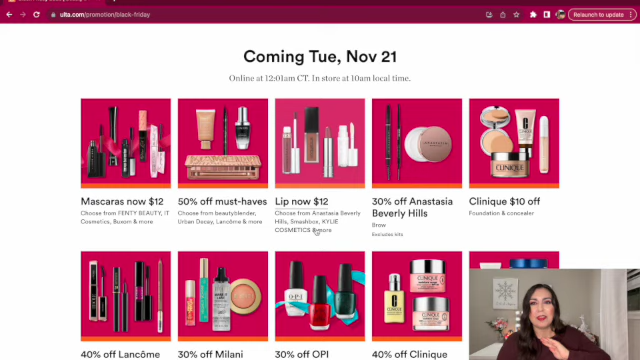 ulta.com/promotion/black-friday
Relaunch to update
Coming Tue, Nov 21
Online at 12:01am CT. In store at 10am local time.
Mascaras now $12
Choose from FENTY BEAUTY, IT
Cosmetics, Buxom & more
50% off must-haves
Choose from beautyblender,
Urban Decay, Lancôme & more
Lip now $12
Choose from Anastasia Beverly
Hills, Smashbox, KYLIE
COSMETICS & more
30% off Anastasia
Beverly Hills
Brow
Excludes kits
Clinique $10 off
Foundation & concealer
40% off Lancôme
30% off Milani
30% off OPI
40% off Clinique
OPI
CLINIQUE